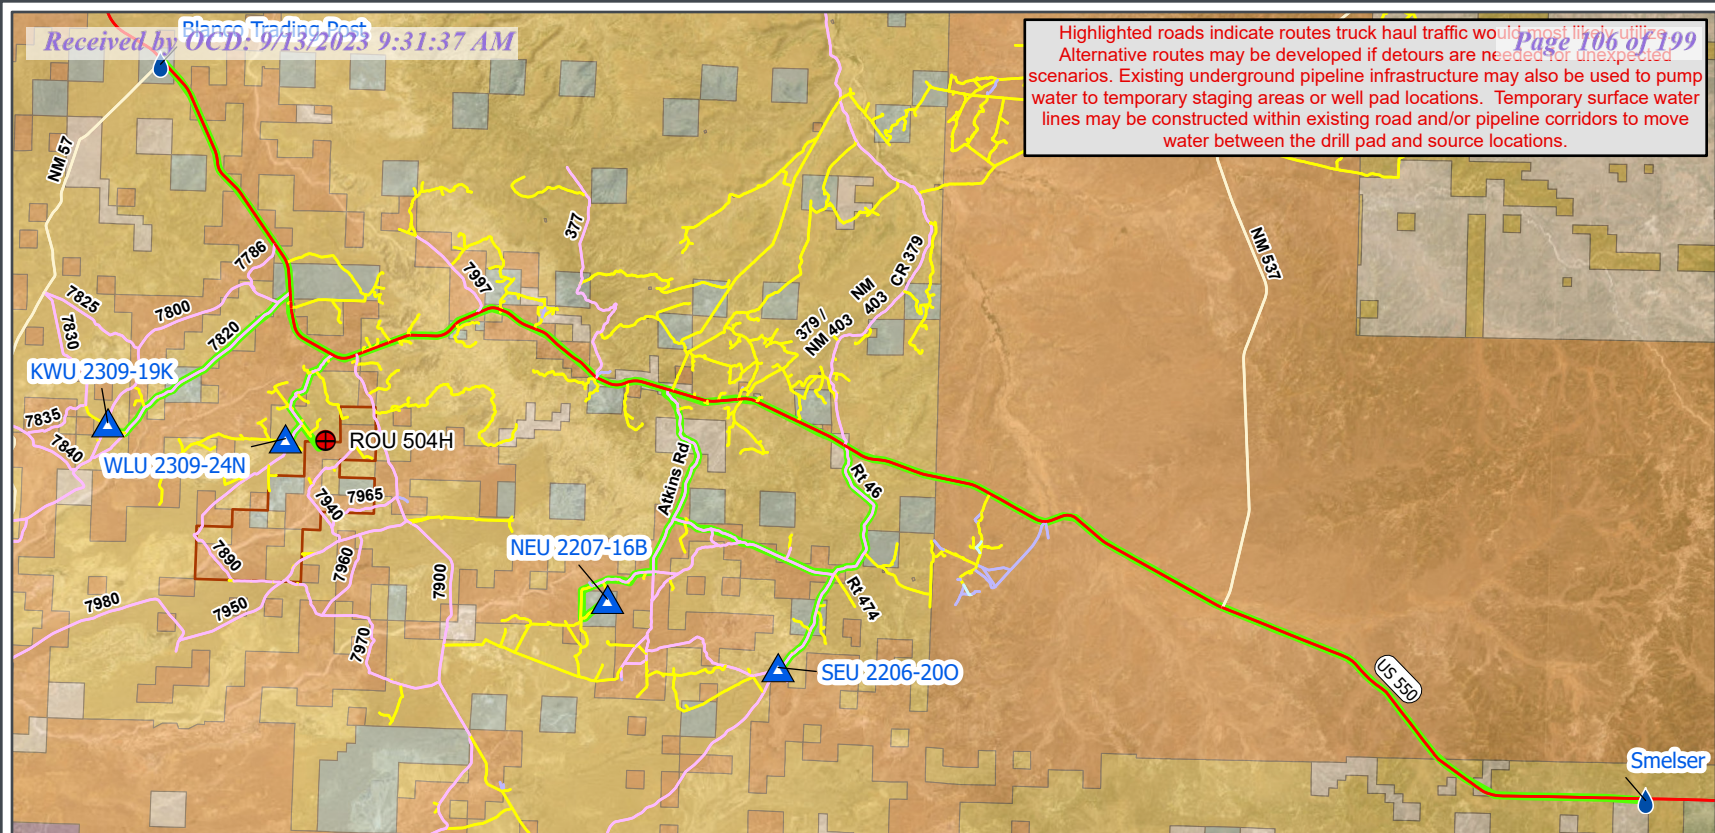 Blanco Trading Post
Received by OCD: 9/13/2023 9:31:37 AM
Page 106 of 199
Highlighted roads indicate routes truck haul traffic would most likely utilize.
Alternative routes may be developed if detours are needed for unexpected
scenarios. Existing underground pipeline infrastructure may also be used to pump
water to temporary staging areas or well pad locations. Temporary surface water
lines may be constructed within existing road and/or pipeline corridors to move
water between the drill pad and source locations.
NM 57
377
7786
NM 537
CR 379
7997
7825
7800
NM
403
7830
7820
379 /
NM 403
KWU 2309-19K
7835
7840
ROU 504H
WLU 2309-24N
Atkins Rd
Rt 46
7940
7965
7890
7960
NEU 2207-16B
7900
Rt 474
7980
7950
7970
SEU 2206-20O
US 550
Smelser